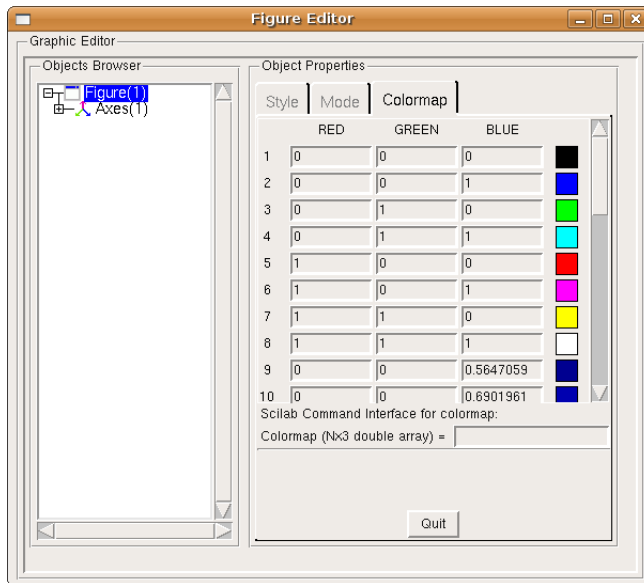 Figure Editor
Graphic Editor
Objects Browser
Figure(1)
Axes(1)
Object Properties
Style Mode Colormap
RED GREEN BLUE
1 0 0 0
2 0 0 1
3 0 1 0
4 0 1 1
5 1 0 0
6 1 0 1
7 1 1 0
8 1 1 1
9 0 0 0.5647059
10 0 0 0.6901961
Scilab Command Interface for colormap:
Colormap (Nx3 double array) =
Quit